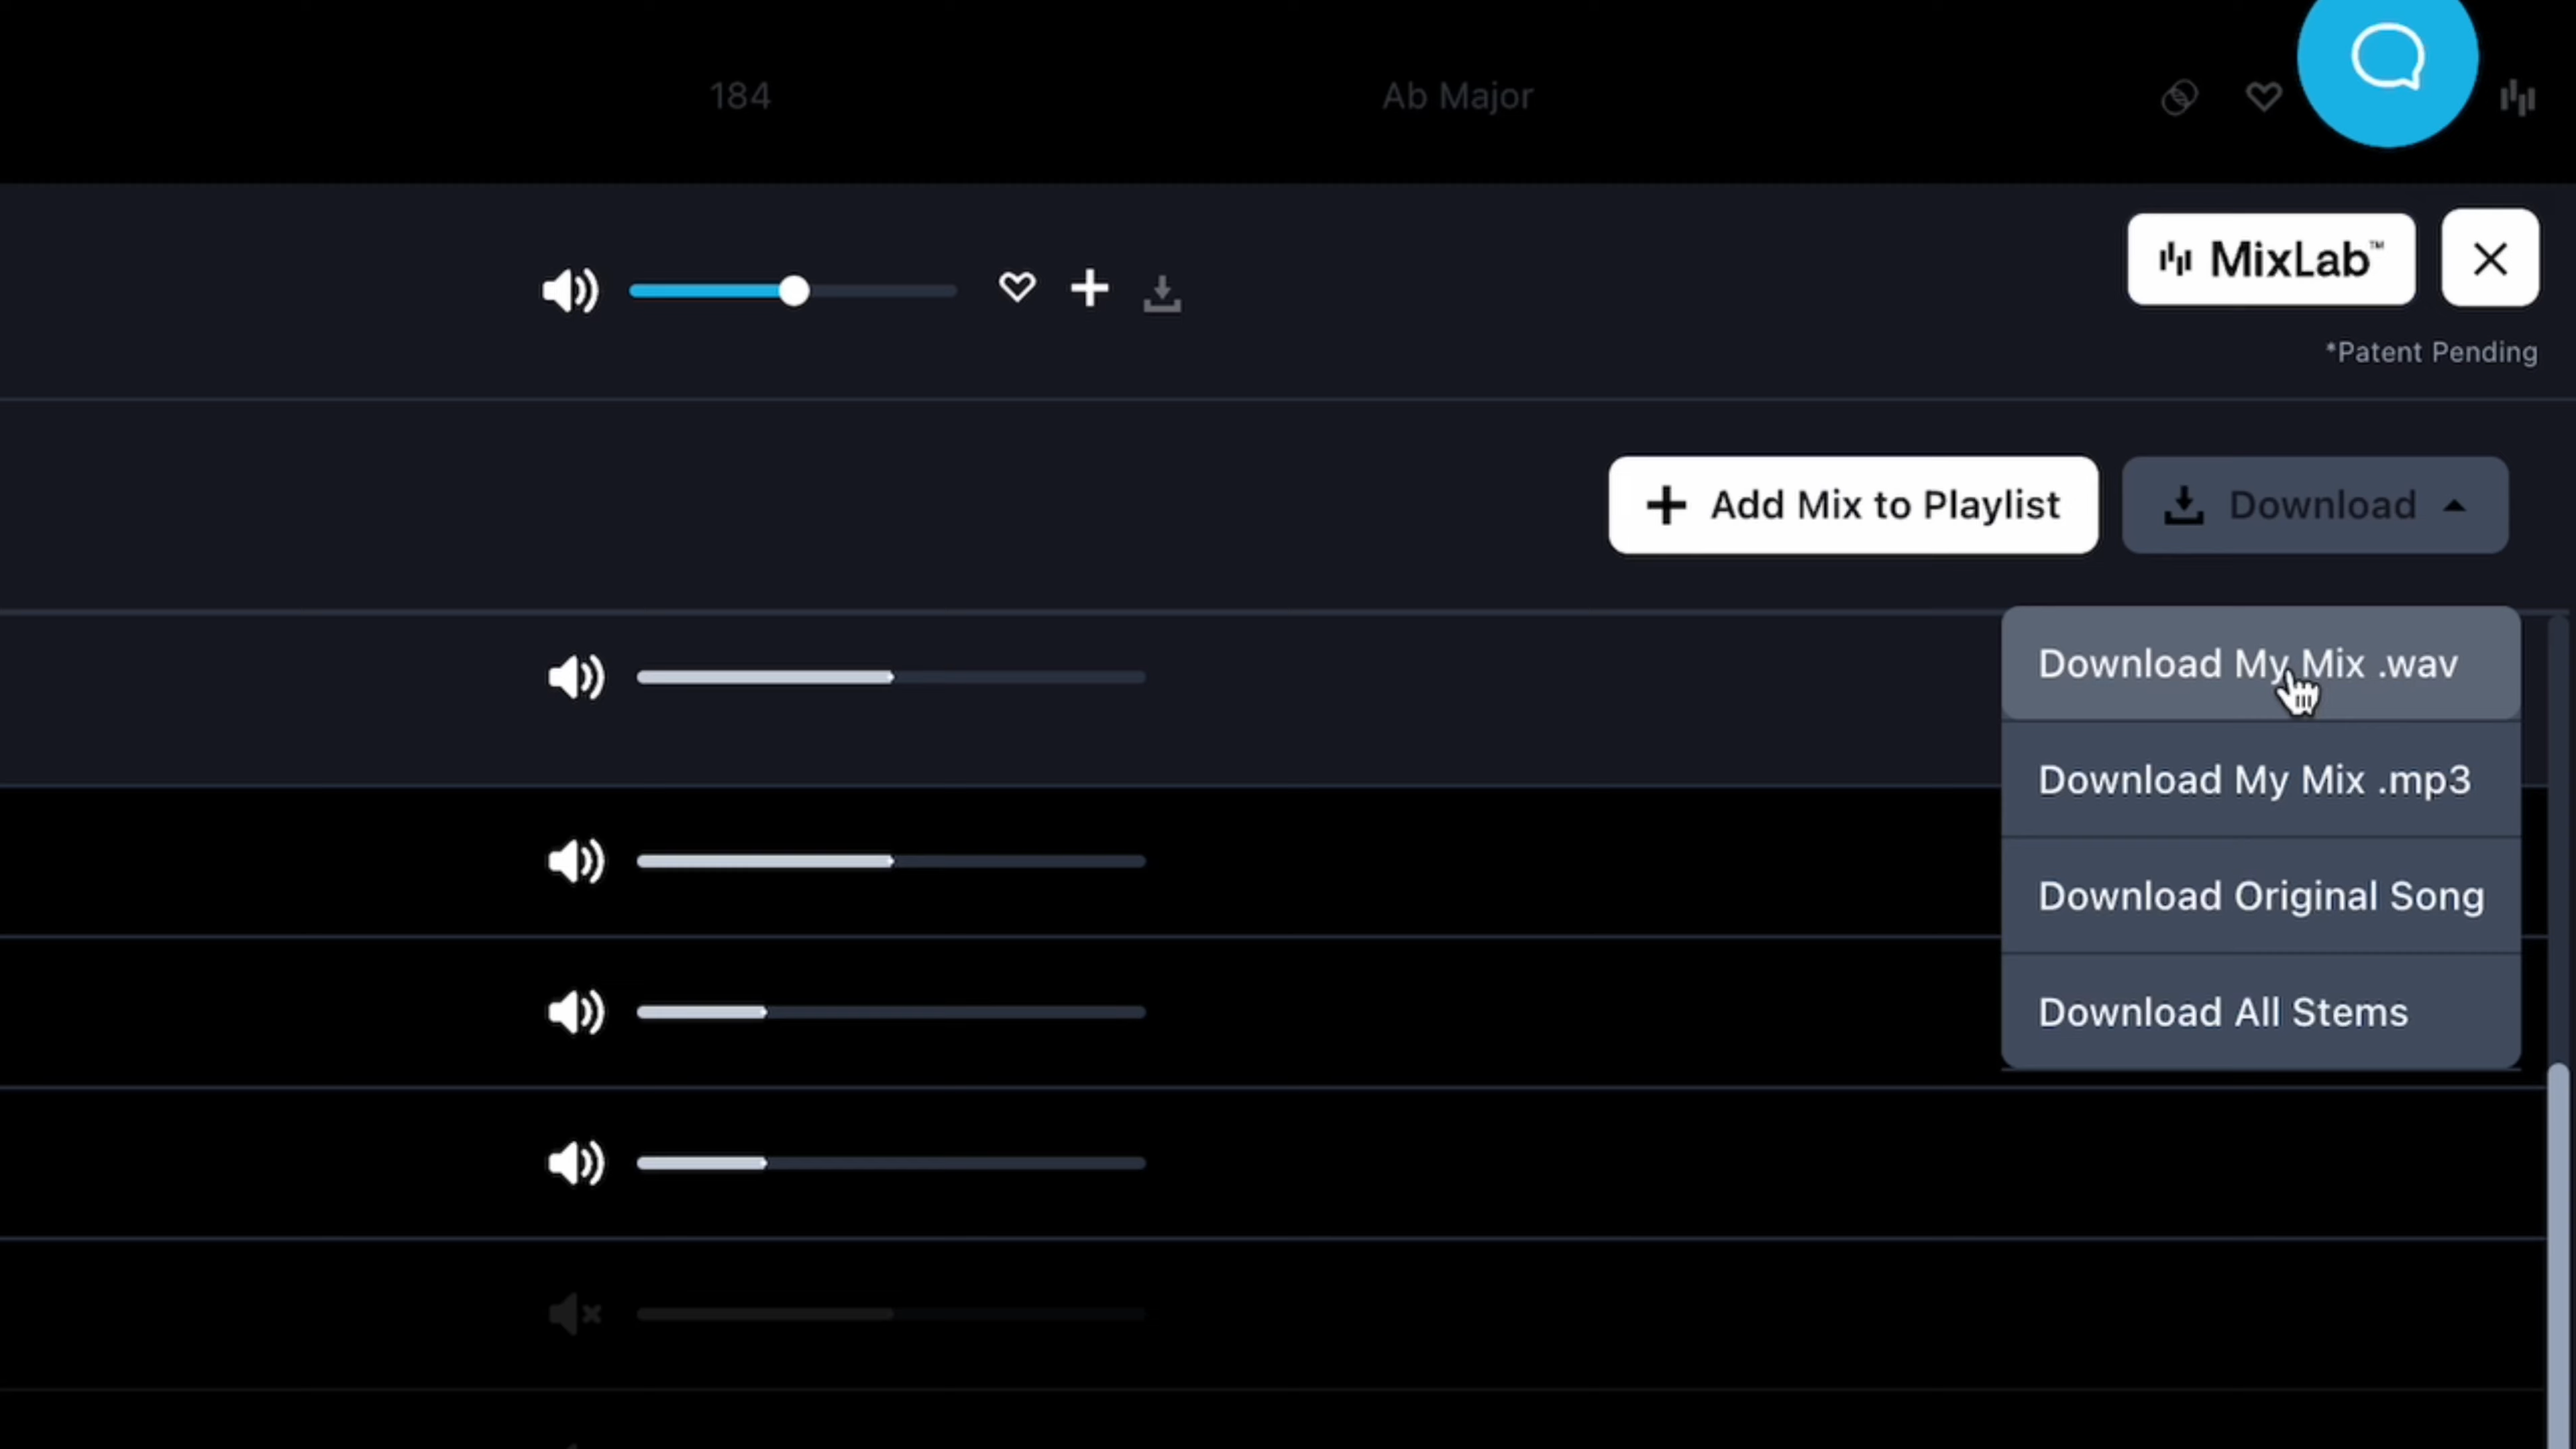 184
Ab Major
MixLab™
*Patent Pending
Add Mix to Playlist
Download
Download My Mix .wav
Download My Mix .mp3
Download Original Song
Download All Stems